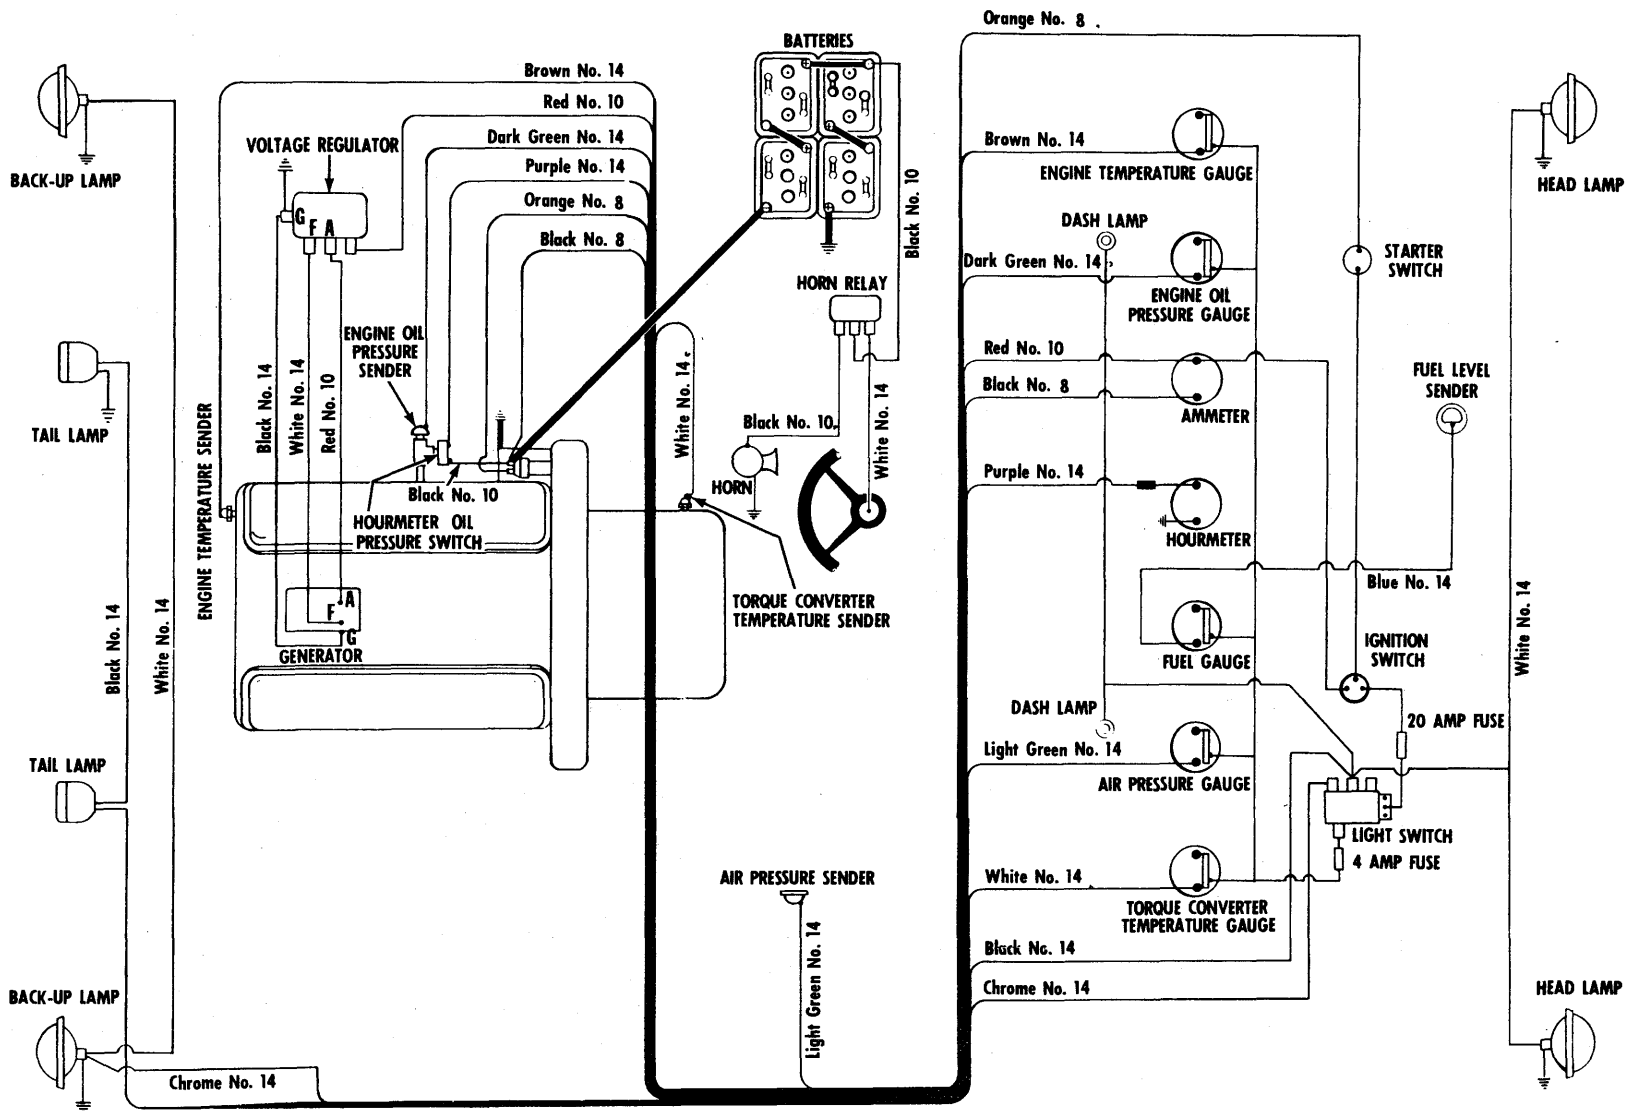 Orange No. 8
BATTERIES
Brown No. 14
Red No. 10
Dark Green No. 14
VOLTAGE REGULATOR
Purple No. 14
Orange No. 8
Black No. 8
BACK-UP LAMP
G
F A
Black No. 10
HORN RELAY
Brown No. 14
ENGINE TEMPERATURE GAUGE
HEAD LAMP
DASH LAMP
Dark Green No. 14
STARTER
SWITCH
ENGINE OIL
PRESSURE GAUGE
ENGINE OIL
PRESSURE
SENDER
Red No. 10
Black No. 8
AMMETER
FUEL LEVEL
SENDER
TAIL LAMP
ENGINE TEMPERATURE SENDER
Black No. 14
White No. 14
Red No. 10
White No. 14
Black No. 10
White No. 14
HORN
Black No. 10
HOURMETER OIL
PRESSURE SWITCH
Purple No. 14
HOURMETER
Blue No. 14
TORQUE CONVERTER
TEMPERATURE SENDER
A
F
G
GENERATOR
Black No. 14
White No. 14
FUEL GAUGE
IGNITION
SWITCH
White No. 14
DASH LAMP
20 AMP FUSE
Light Green No. 14
AIR PRESSURE GAUGE
TAIL LAMP
LIGHT SWITCH
4 AMP FUSE
AIR PRESSURE SENDER
White No. 14
TORQUE CONVERTER
TEMPERATURE GAUGE
Light Green No. 14
Black No. 14
Chrome No. 14
BACK-UP LAMP
HEAD LAMP
Chrome No. 14